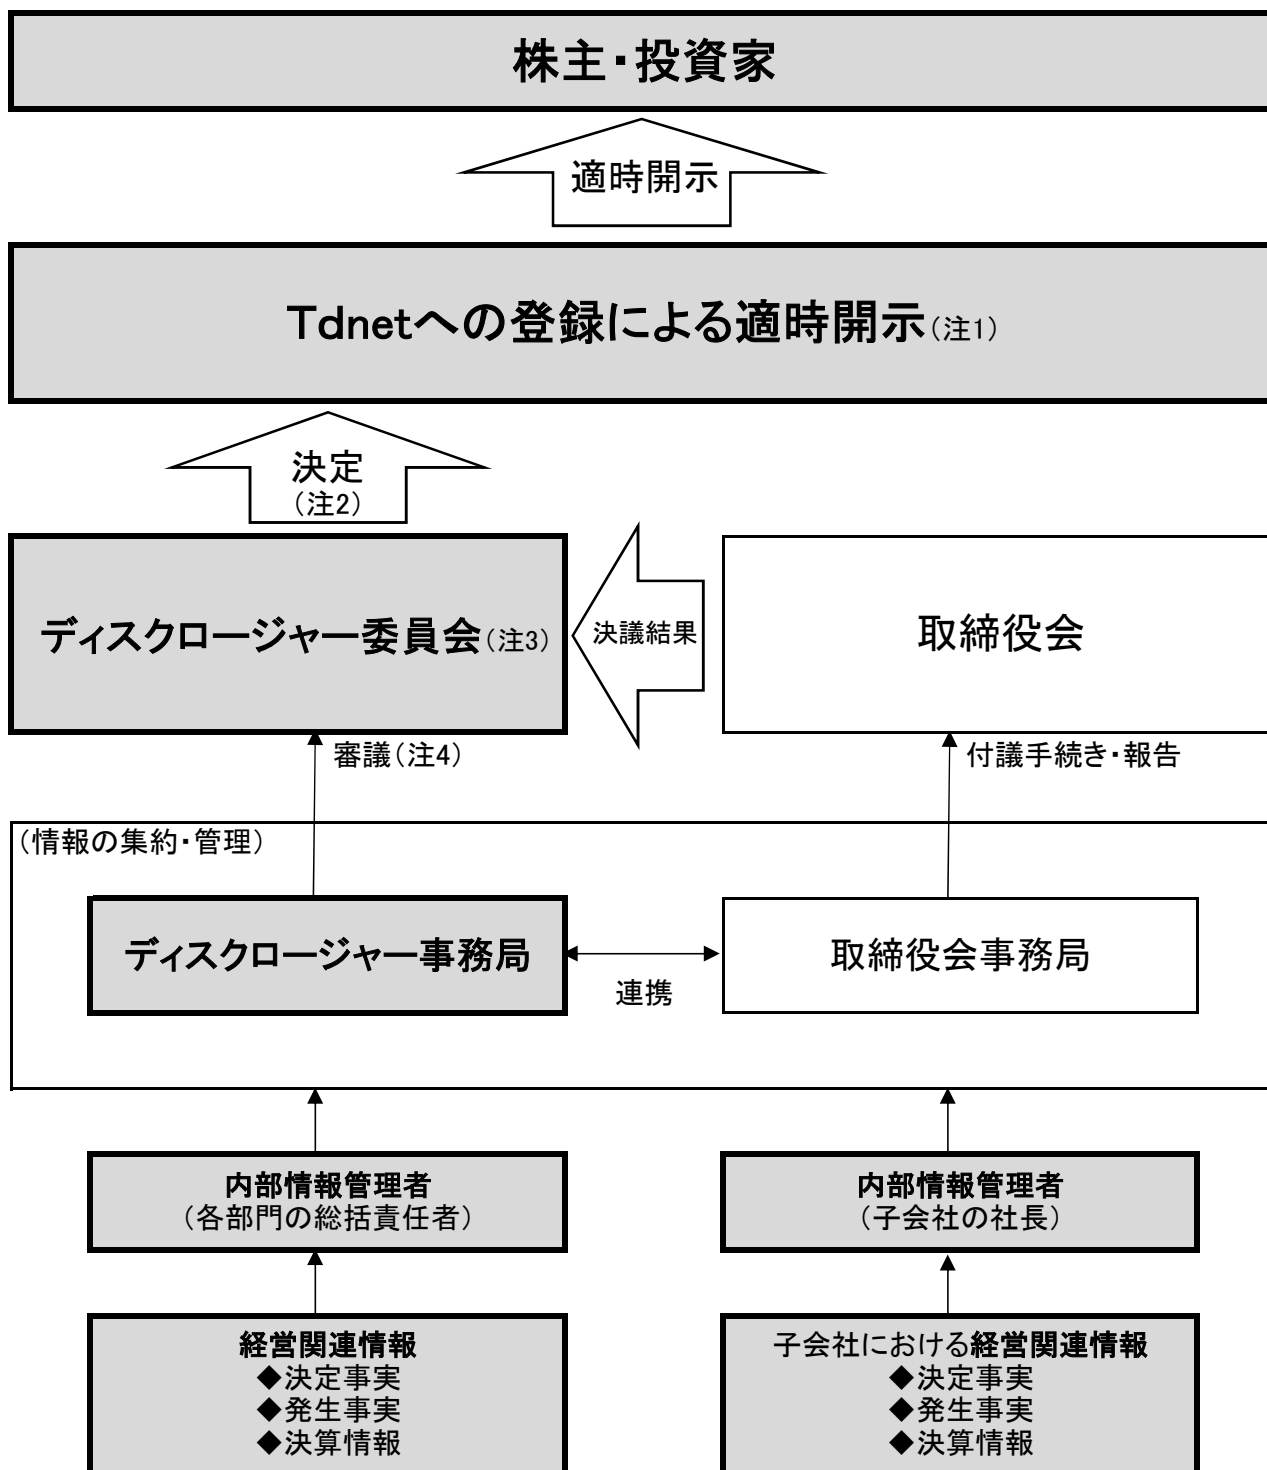 株主・投資家
適時開示
Tdnetへの登録による適時開示(注1)
決定
(注2)
ディスクロージャー委員会(注3)
決議結果
取締役会
審議(注4)
付議手続き・報告
(情報の集約・管理)
ディスクロージャー事務局
連携
取締役会事務局
内部情報管理者
(各部門の総括責任者)
内部情報管理者
(子会社の社長)
経営関連情報
◆決定事実
◆発生事実
◆決算情報
子会社における経営関連情報
◆決定事実
◆発生事実
◆決算情報